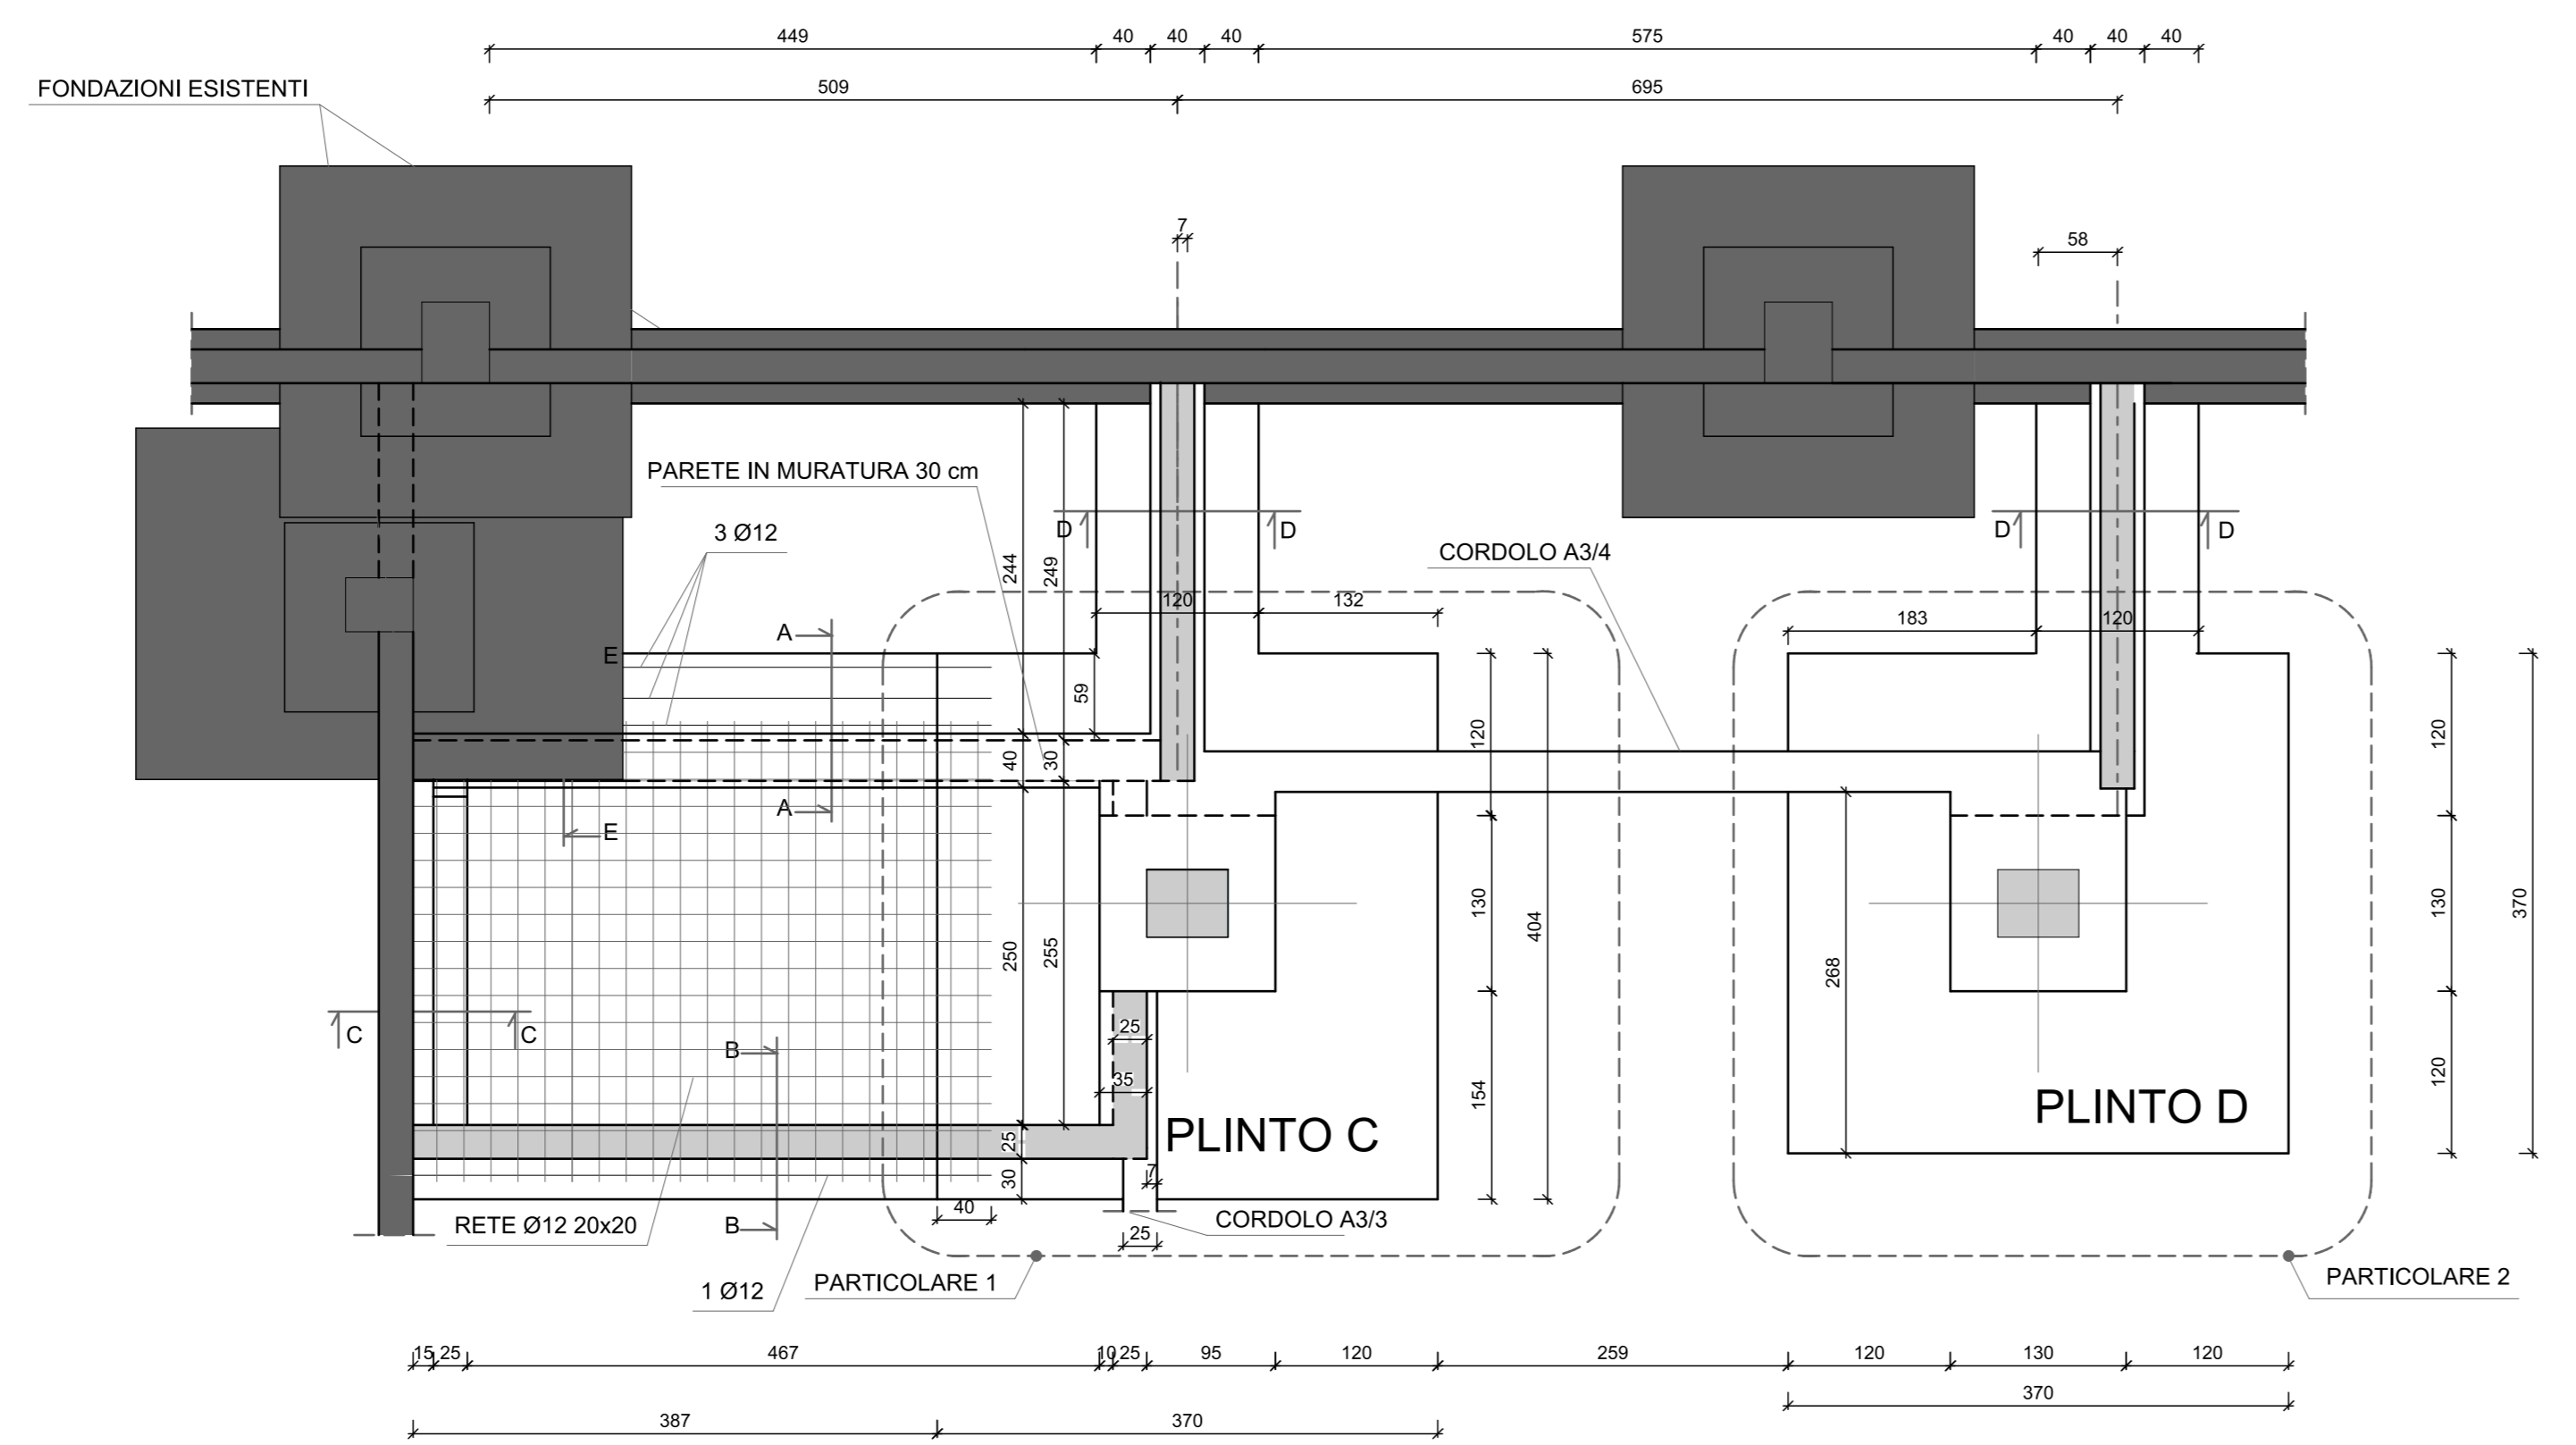 449 40 40 40 575 40 40 40
509 695
FONDAZIONI ESISTENTI
7
58
PARETE IN MURATURA 30 cm
3 Ø12
D D
D D
CORDOLO A3/4
244 249
120 132
183 120
A
E
59
120
120
40 30
A
E
250 255
130
404
268
130
370
C C
25
B
35
154
120
PLINTO C
PLINTO D
25
30
7
40
RETE Ø12 20x20
B
CORDOLO A3/3
25
1 Ø12
PARTICOLARE 1
PARTICOLARE 2
15 25 467 10 25 95 120 259 120 130 120
370
387 370